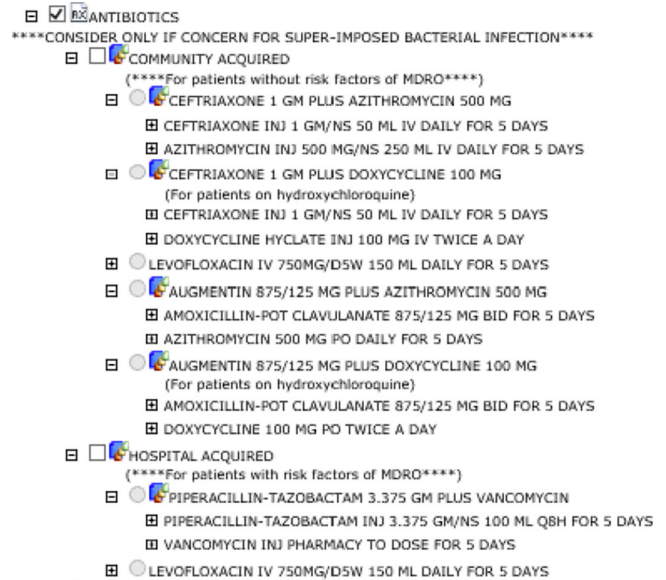 ANTIBIOTICS
****CONSIDER ONLY IF CONCERN FOR SUPER-IMPOSED BACTERIAL INFECTION****
COMMUNITY ACQUIRED
(****For patients without risk factors of MDRO****)
CEFTRIAXONE 1 GM PLUS AZITHROMYCIN 500 MG
CEFTRIAXONE INJ 1 GM/NS 50 ML IV DAILY FOR 5 DAYS
AZITHROMYCIN INJ 500 MG/NS 250 ML IV DAILY FOR 5 DAYS
CEFTRIAXONE 1 GM PLUS DOXYCYCLINE 100 MG
(For patients on hydroxychloroquine)
CEFTRIAXONE INJ 1 GM/NS 50 ML IV DAILY FOR 5 DAYS
DOXYCYCLINE HYCLATE INJ 100 MG IV TWICE A DAY
LEVOFLOXACIN IV 750MG/D5W 150 ML DAILY FOR 5 DAYS
AUGMENTIN 875/125 MG PLUS AZITHROMYCIN 500 MG
AMOXICILLIN-POT CLAVULANATE 875/125 MG BID FOR 5 DAYS
AZITHROMYCIN 500 MG PO DAILY FOR 5 DAYS
AUGMENTIN 875/125 MG PLUS DOXYCYCLINE 100 MG
(For patients on hydroxychloroquine)
AMOXICILLIN-POT CLAVULANATE 875/125 MG BID FOR 5 DAYS
DOXYCYCLINE 100 MG PO TWICE A DAY
HOSPITAL ACQUIRED
(****For patients with risk factors of MDRO****)
PIPERACILLIN-TAZOBACTAM 3.375 GM PLUS VANCOMYCIN
PIPERACILLIN-TAZOBACTAM INJ 3.375 GM/NS 100 ML Q8H FOR 5 DAYS
VANCOMYCIN INJ PHARMACY TO DOSE FOR 5 DAYS
LEVOFLOXACIN IV 750MG/D5W 150 ML DAILY FOR 5 DAYS